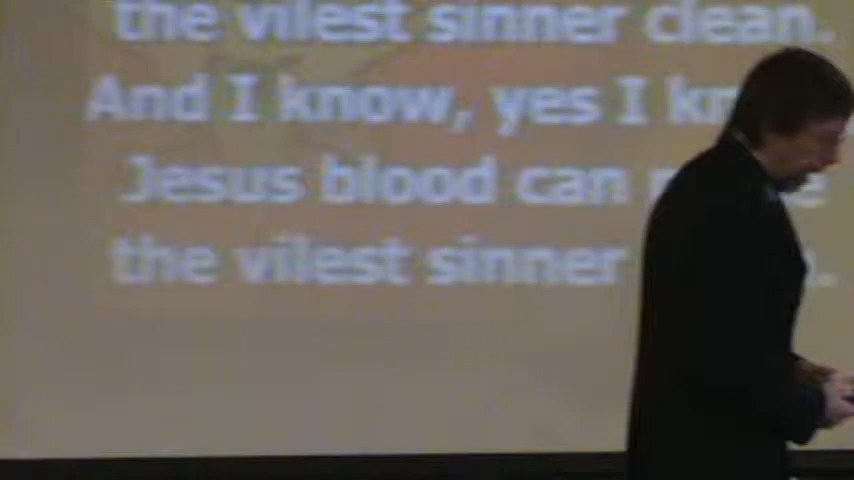 the vilest sinner clean.
And I know, yes I
Jesus blood can
the vilest sinner